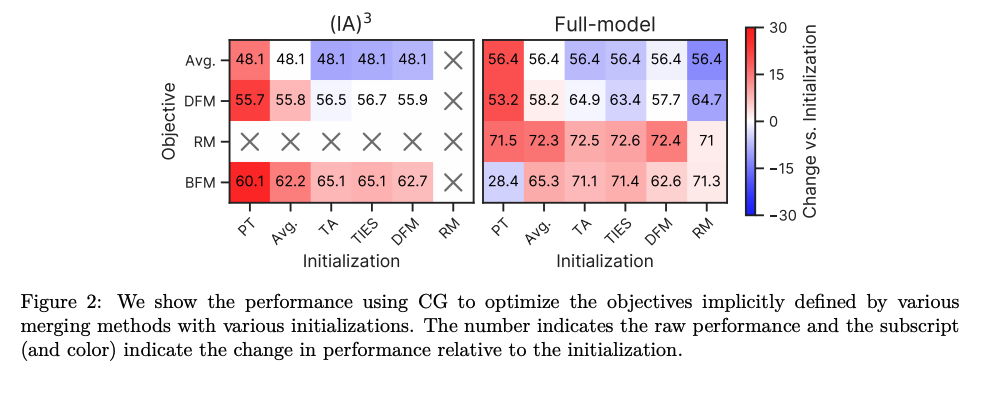 (IA)³ Full-model
Avg. 48.1 48.1 48.1 48.1 48.1 56.4 56.4 56.4 56.4 56.4 56.4
DFM 55.7 55.8 56.5 56.7 55.9 53.2 58.2 64.9 63.4 57.7 64.7
RM 71.5 72.3 72.5 72.6 72.4 71
BFM 60.1 62.2 65.1 65.1 62.7 28.4 65.3 71.1 71.4 62.6 71.3
Objective
PT Avg. TA TIES DFM RM PT Avg. TA TIES DFM RM
Initialization Initialization
30
15
0
−15
−30
Change vs. Initialization
Figure 2: We show the performance using CG to optimize the objectives implicitly defined by various
merging methods with various initializations. The number indicates the raw performance and the subscript
(and color) indicate the change in performance relative to the initialization.